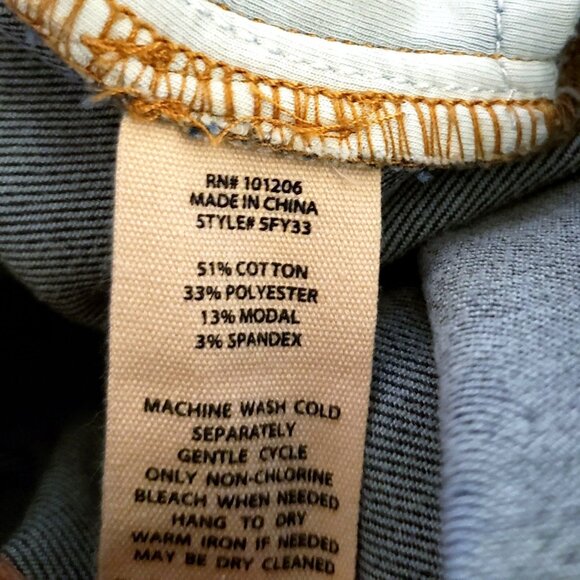 RN# 101206
MADE IN CHINA
STYLE# SFY33
51% COTTON
33% POLYESTER
13% MODAL
3% SPANDEX
MACHINE WASH COLD
SEPARATELY
GENTLE CYCLE
ONLY NON-CHLORINE
BLEACH WHEN NEEDED
HANG TO DRY
WARM IRON IF NEEDED
MAY BE DRY CLEANED